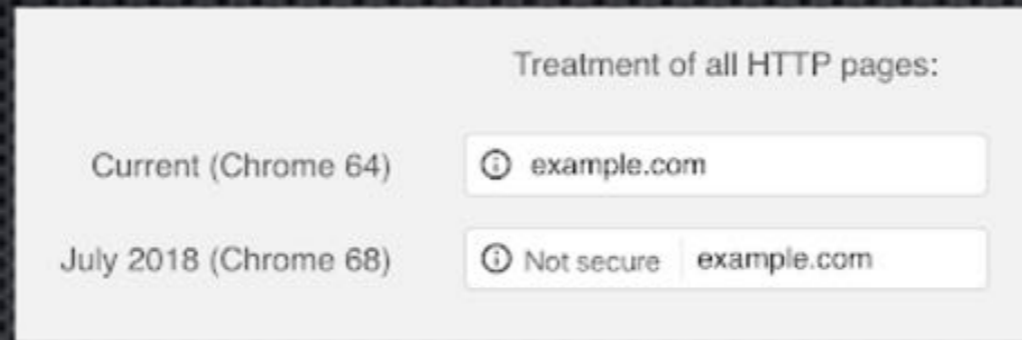 Treatment of all HTTP pages:
Current (Chrome 64)
example.com
July 2018 (Chrome 68)
Not secure
example.com